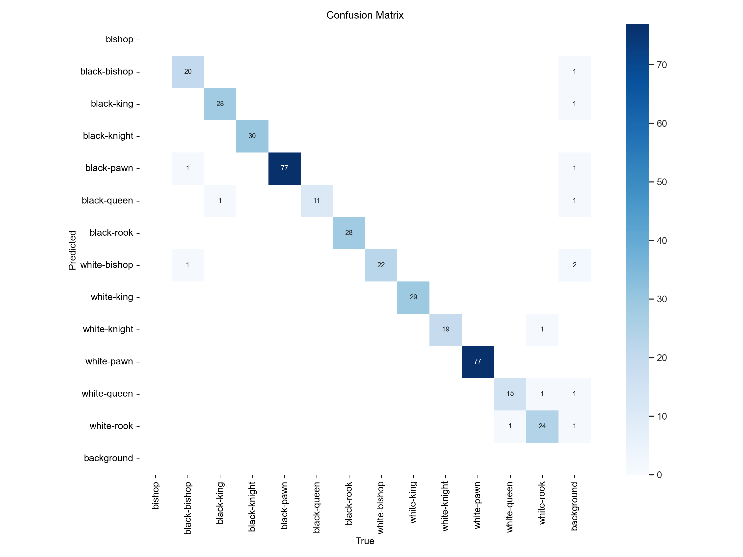 Confusion Matrix
bishop
black-bishop 20 1
black-king 28 1
black-knight 30
black-pawn 1 77 1
black-queen 1 11 1
black-rook 28
white-bishop 1 22 2
white-king 29
white-knight 19 1
white-pawn 77
white-queen 15 1 1
white-rook 1 24 1
background
Predicted
bishop
black-bishop
black-king
black-knight
black-pawn
black-queen
black-rook
white-bishop
white-king
white-knight
white-pawn
white-queen
white-rook
background
True
70
60
50
40
30
20
10
0